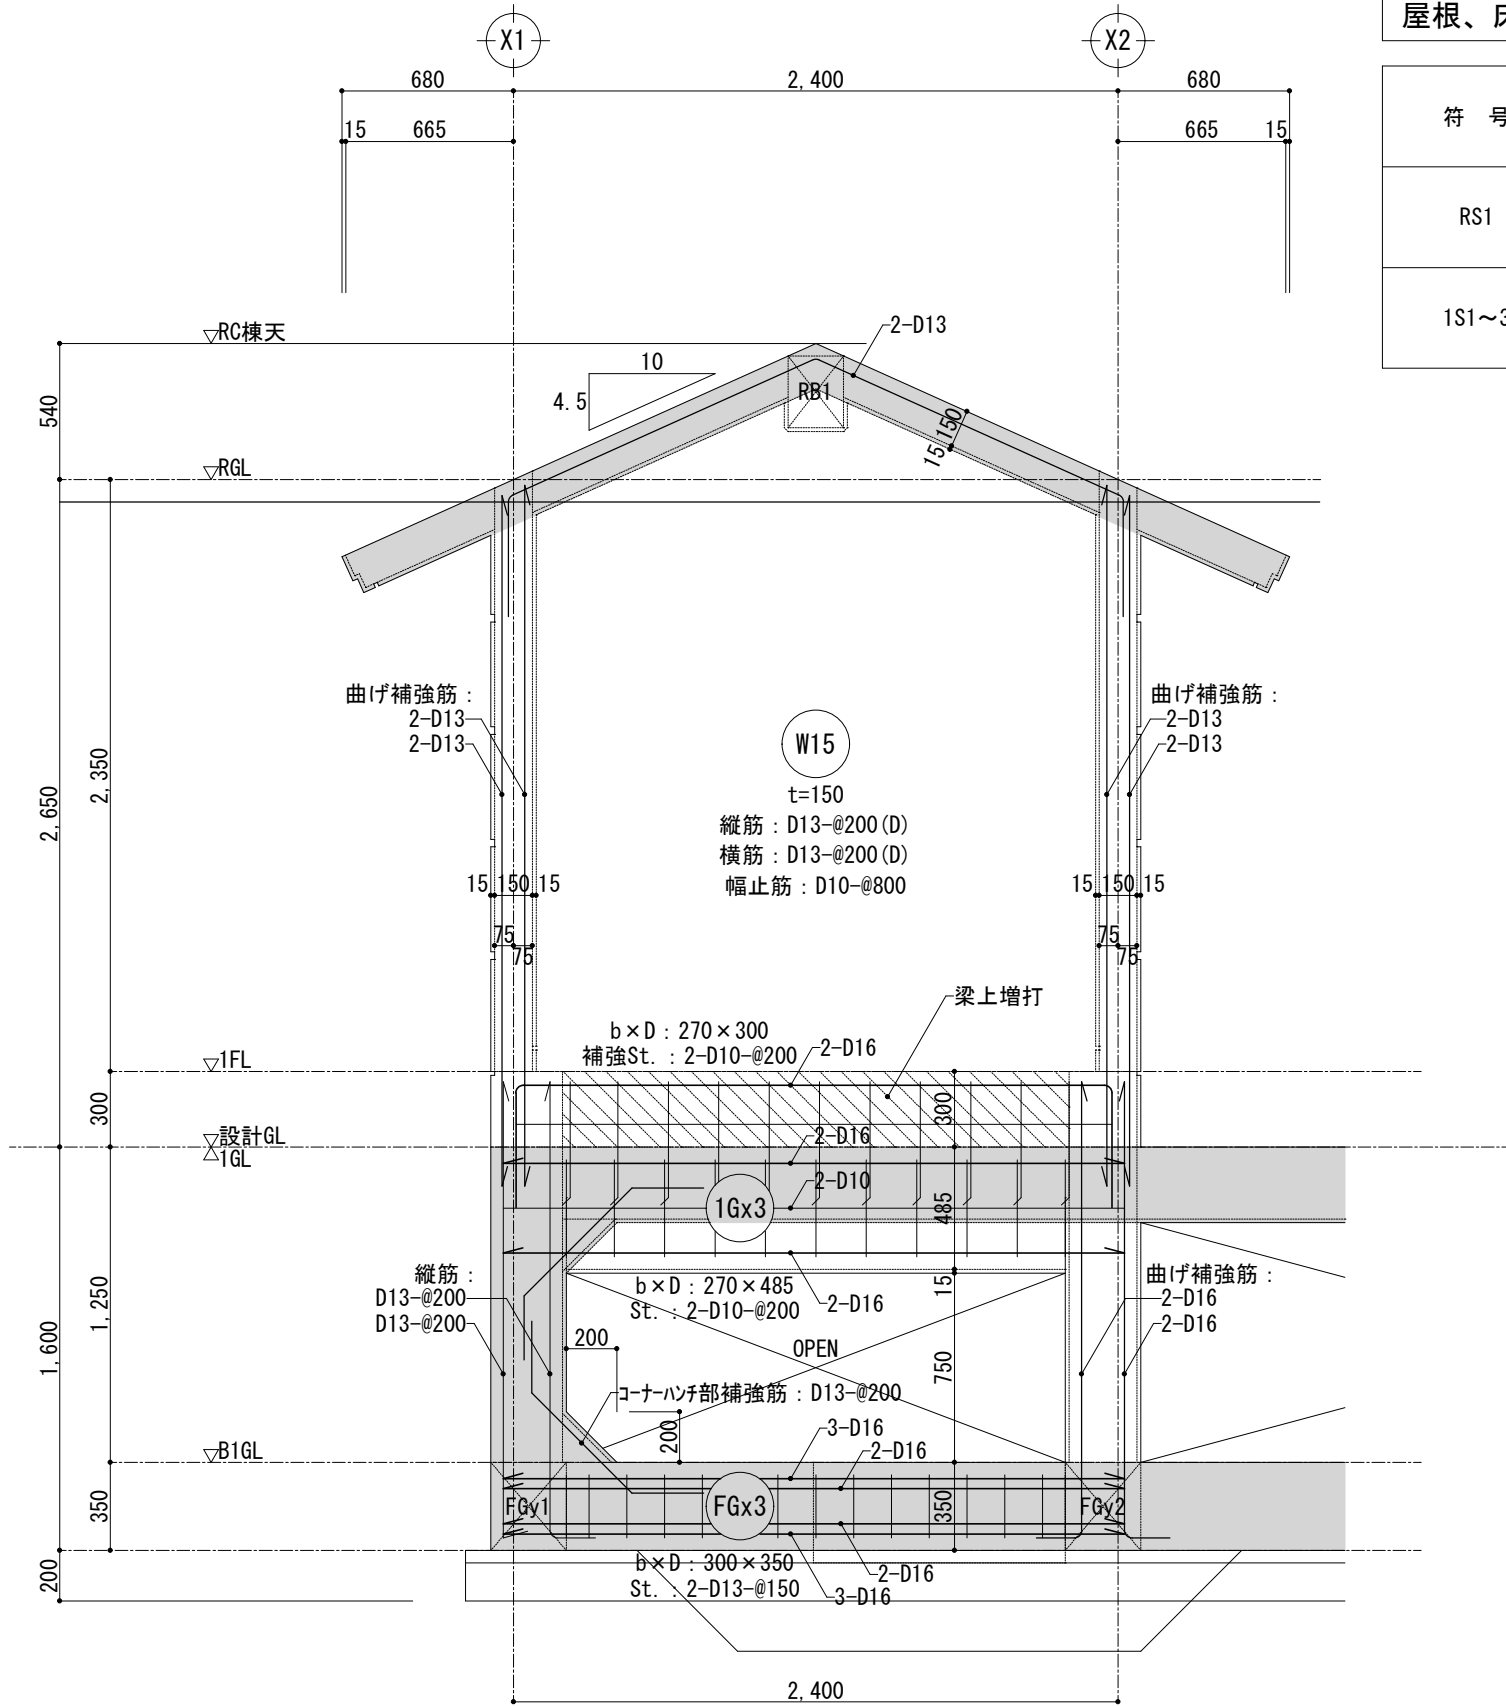 屋根、床
X1
X2
680
2,400
680
15
665
665
15
符 号
RS1
1S1～3
RC棟天
2-D13
10
4.5
RB1
540
150
15
RGL
曲げ補強筋：
2-D13
2-D13
曲げ補強筋：
2-D13
2-D13
W15
t=150
縦筋：D13-@200(D)
横筋：D13-@200(D)
幅止筋：D10-@800
2,650
2,350
15
150
15
15
150
15
75
75
75
75
梁上増打
b×D：270×300
補強St.：2-D10-@200
2-D16
1FL
300
300
設計GL
1GL
2-D16
2-D10
1Gx3
485
縦筋：
D13-@200
D13-@200
b×D：270×485
St.：2-D10-@200
2-D16
15
曲げ補強筋：
2-D16
2-D16
1,600
1,250
200
OPEN
750
コーナーハンチ部補強筋：D13-@200
200
3-D16
2-D16
B1GL
FGy1
FGx3
FGy2
350
350
b×D：300×350
St.：2-D13-@150
2-D16
3-D16
200
2,400